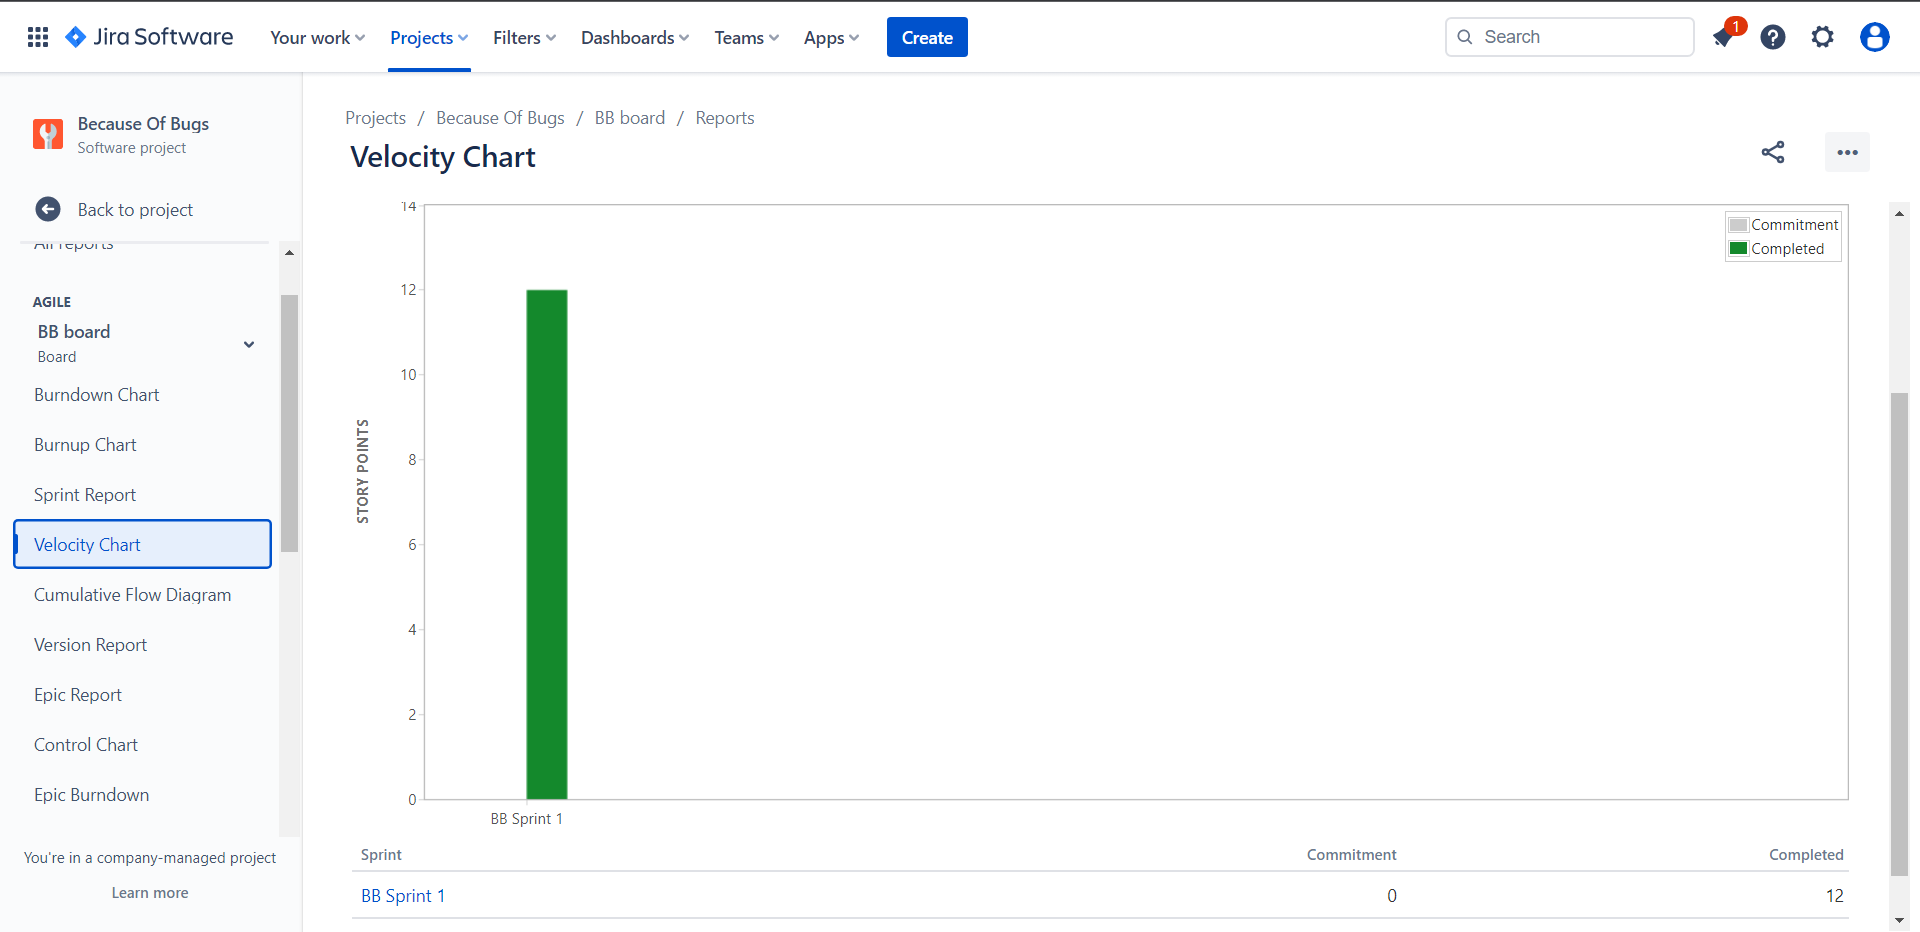 Jira Software
Your work
Projects
Filters
Dashboards
Teams
Apps
Create
Search
1
Because Of Bugs
Software project
Back to project
All reports
AGILE
BB board
Board
Burndown Chart
Burnup Chart
Sprint Report
Velocity Chart
Cumulative Flow Diagram
Version Report
Epic Report
Control Chart
Epic Burndown
You're in a company-managed project
Learn more
Projects / Because Of Bugs / BB board / Reports
Velocity Chart
14
12
10
8
6
4
2
0
STORY POINTS
Commitment
Completed
BB Sprint 1
Sprint Commitment Completed
BB Sprint 1 0 12